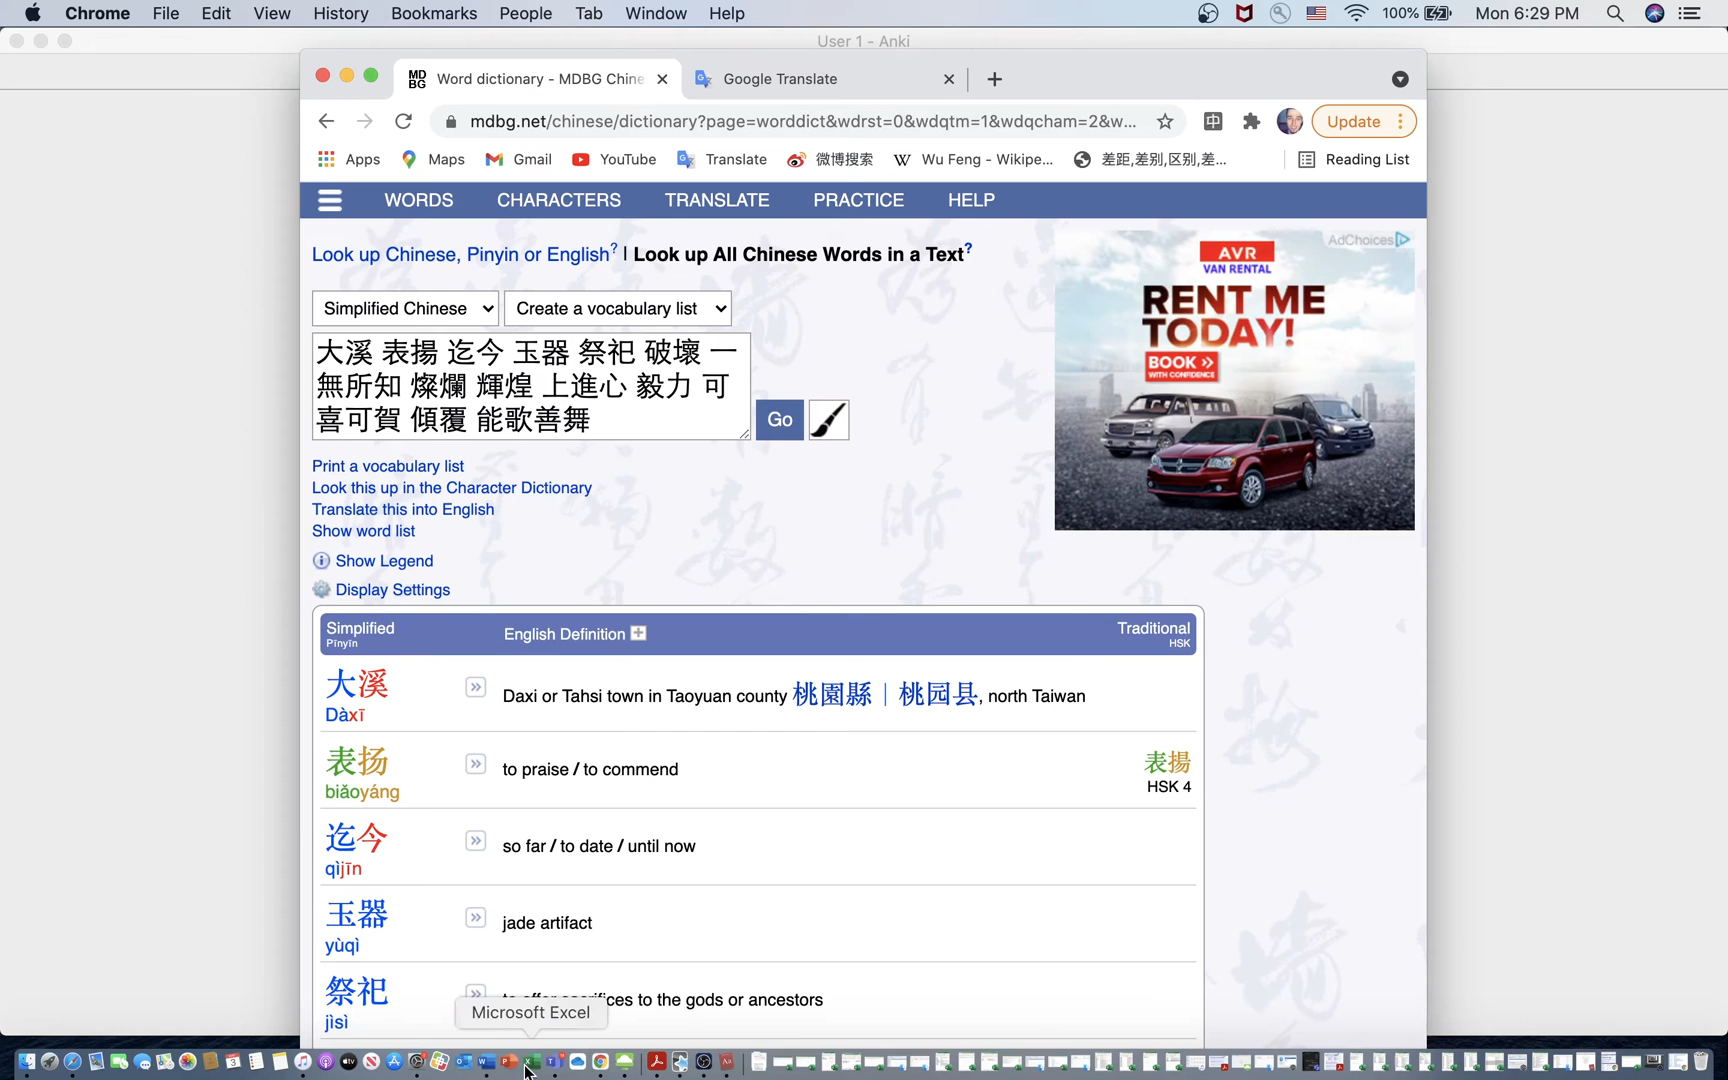 Chrome File Edit View History Bookmarks People Tab Window Help 100% Mon 6:29 PM
User 1 - Anki
MD BG Word dictionary - MDBG Chine Google Translate
mdbg.net/chinese/dictionary?page=worddict&wdrst=0&wdqtm=1&wdqcham=2&w... 中 Update
Apps Maps Gmail YouTube Translate 微博搜索 W Wu Feng - Wikipe... 差距,差别,区别,差... Reading List
WORDS CHARACTERS TRANSLATE PRACTICE HELP
Look up Chinese, Pinyin or English? | Look up All Chinese Words in a Text?
AdChoices
AVR
VAN RENTAL
RENT ME
TODAY!
BOOK >>
WITH CONFIDENCE
Simplified Chinese Create a vocabulary list
大溪 表揚 迄今 玉器 祭祀 破壞 一
無所知 燦爛 輝煌 上進心 毅力 可
喜可賀 傾覆 能歌善舞
Go
Print a vocabulary list
Look this up in the Character Dictionary
Translate this into English
Show word list
Show Legend
Display Settings
Simplified English Definition Traditional
Pīnyīn HSK
大溪 Daxi or Tahsi town in Taoyuan county 桃園縣｜桃园县, north Taiwan
Dàxī
表扬 to praise / to commend 表揚
biǎoyáng HSK 4
迄今 so far / to date / until now
qìjīn
玉器 jade artifact
yùqì
祭祀 to offer sacrifices to the gods or ancestors
jìsì
Microsoft Excel